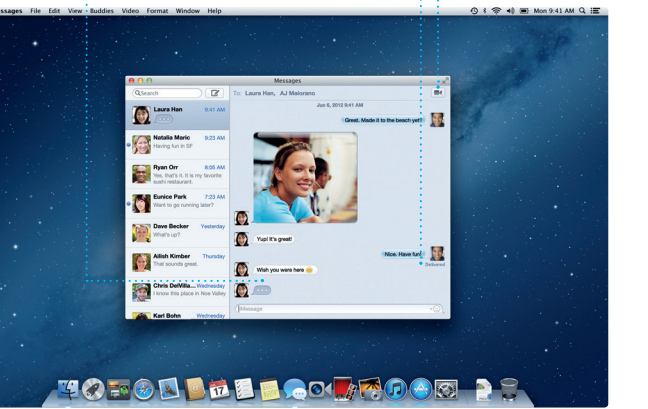 ssages File Edit View Buddies Video Format Window Help Mon 9:41 AM
Messages
Search
To: Laura Han, AJ Maiorano
Laura Han 9:41 AM
Natalia Maric 9:23 AM
Having fun in SF
Ryan Orr 8:05 AM
Yes, that's it. It is my favorite
sushi restaurant.
Eunice Park 7:23 AM
Want to go running later?
Dave Becker Yesterday
What's up?
Ailish Kimber Thursday
That sounds great.
Chris DelVilla... Wednesday
I know this place in Noe Valley
Karl Bohn Wednesday
Jun 6, 2012 9:41 AM
Great. Made it to the beach yet?
Yup! It's great!
Nice. Have fun!
Delivered
Wish you were here
iMessage
17